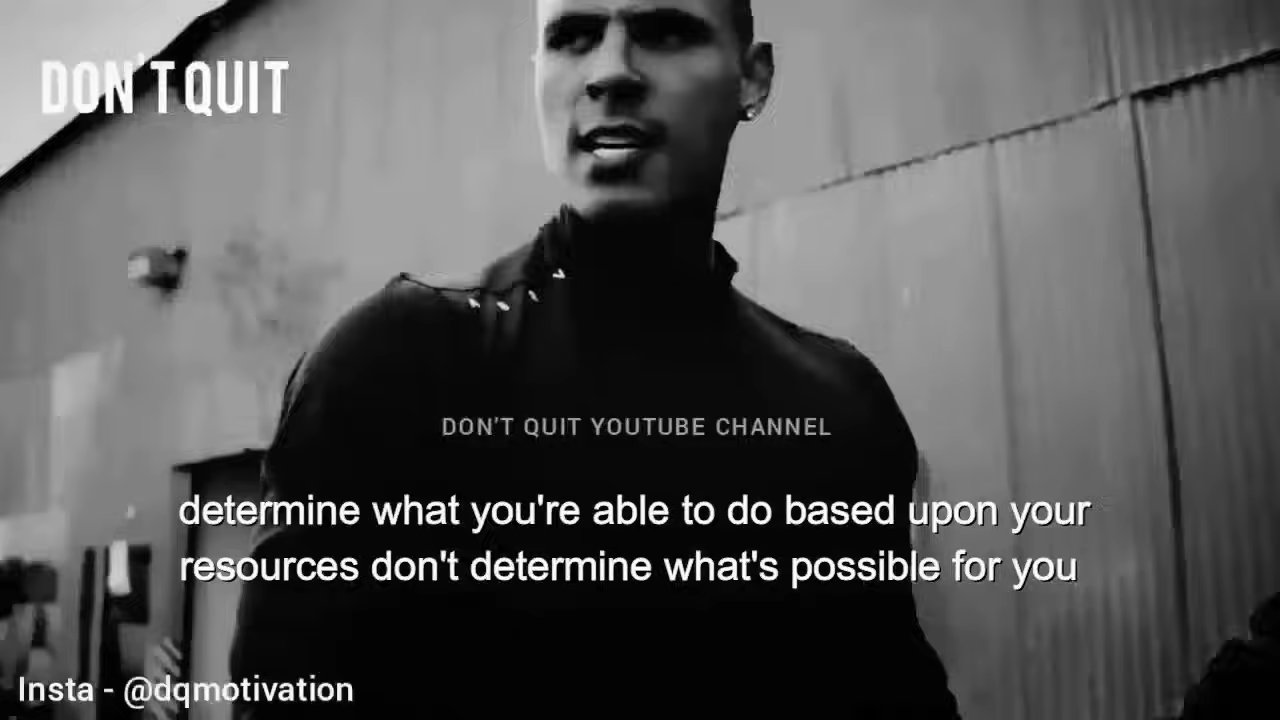 DON'T QUIT
DON'T QUIT YOUTUBE CHANNEL
determine what you're able to do based upon your
resources don't determine what's possible for you
Insta - @dqmotivation